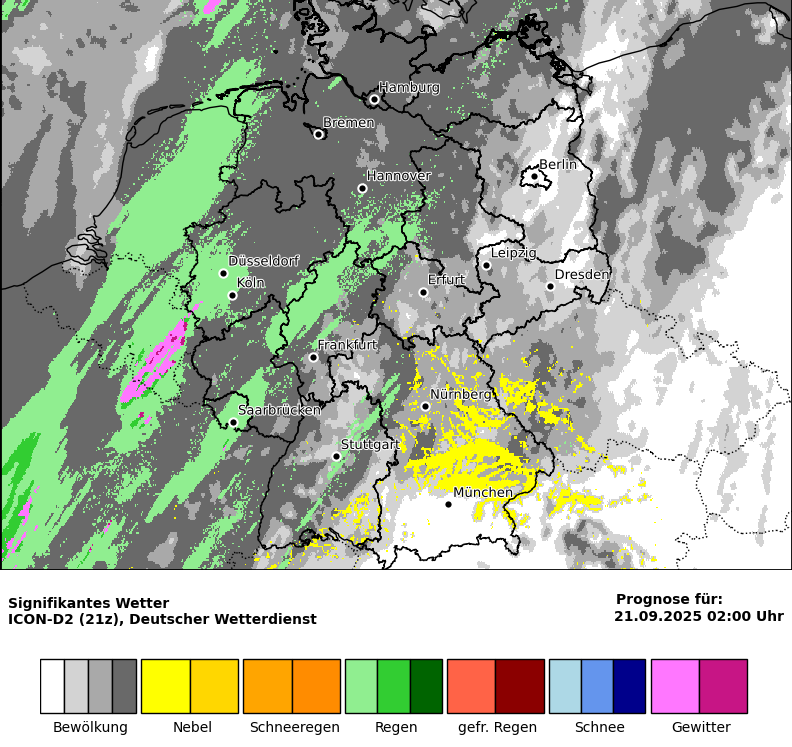 Hamburg
Bremen
Berlin
Hannover
Leipzig
Düsseldorf
Dresden
Köln
Erfurt
Frankfurt
Nürnberg
Saarbrücken
Stuttgart
München
Signifikantes Wetter
ICON-D2 (21z), Deutscher Wetterdienst
Prognose für:
21.09.2025 02:00 Uhr
Bewölkung
Nebel
Schneeregen
Regen
gefr. Regen
Schnee
Gewitter